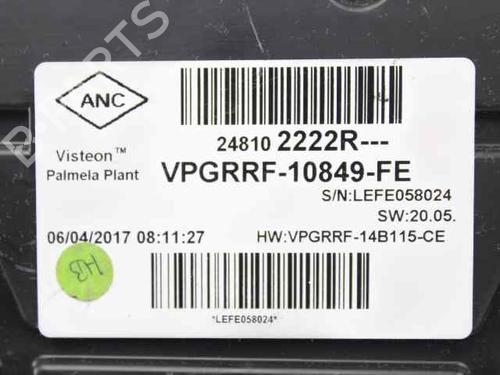 ANC
24810 2222R---
Visteon™
Palmela Plant
VPGRRF-10849-FE
S/N:LEFE058024
SW:20.05.
06/04/2017 08:11:27
HW:VPGRRF-14B115-CE
HB
*LEFE058024*
PARTS